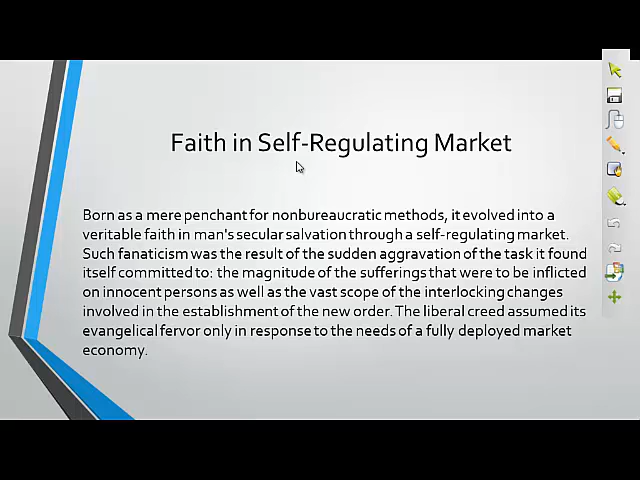 Faith in Self-Regulating Market
Born as a mere penchant for nonbureaucratic methods, it evolved into a
veritable faith in man's secular salvation through a self-regulating market.
Such fanaticism was the result of the sudden aggravation of the task it found
itself committed to: the magnitude of the sufferings that were to be inflicted
on innocent persons as well as the vast scope of the interlocking changes
involved in the establishment of the new order. The liberal creed assumed its
evangelical fervor only in response to the needs of a fully deployed market
economy.